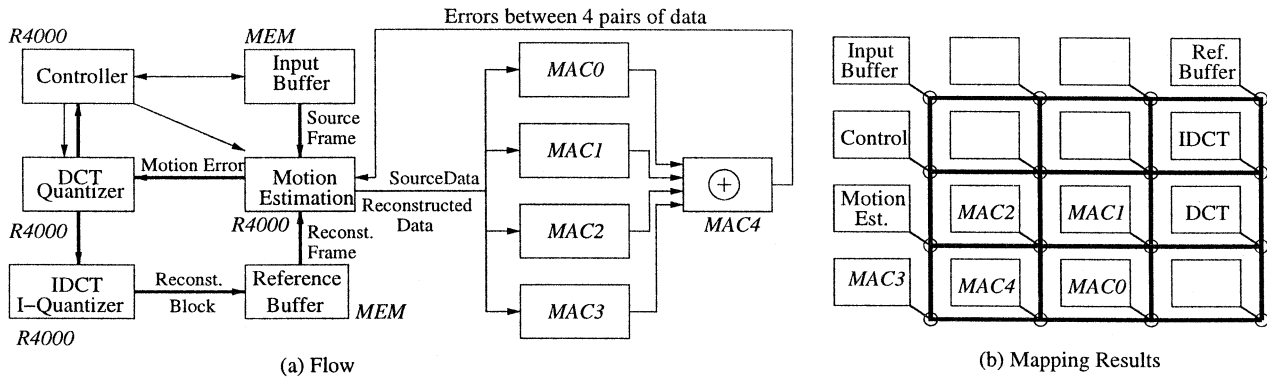 Errors between 4 pairs of data
R4000
MEM
Controller
Input
Buffer
Source
Frame
Motion Error
DCT
Quantizer
Motion
Estimation
R4000
R4000
SourceData
Reconstructed
Data
Reconst.
Frame
IDCT
I-Quantizer
Reconst.
Block
Reference
Buffer
MEM
R4000
MAC0
MAC1
MAC2
MAC3
+
MAC4
(a) Flow
Input
Buffer
Ref.
Buffer
Control
IDCT
Motion
Est.
MAC2
MAC1
DCT
MAC3
MAC4
MAC0
(b) Mapping Results